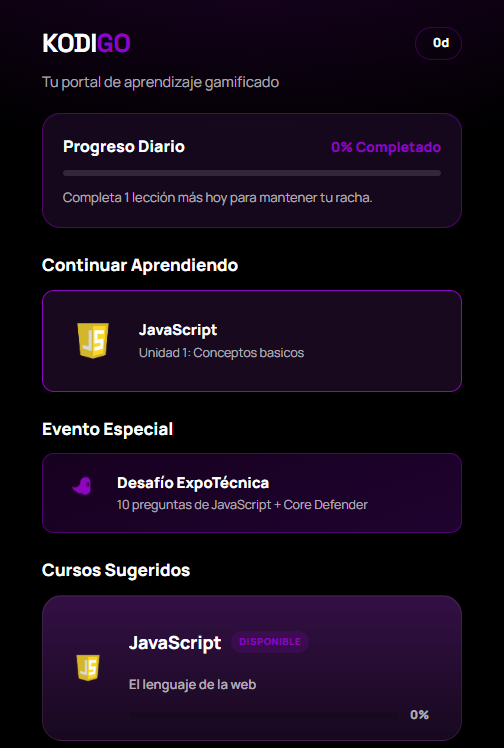 KODIGO
0d
Tu portal de aprendizaje gamificado
Progreso Diario
0% Completado
Completa 1 lección más hoy para mantener tu racha.
Continuar Aprendiendo
JS
JavaScript
Unidad 1: Conceptos basicos
Evento Especial
Desafío ExpoTécnica
10 preguntas de JavaScript + Core Defender
Cursos Sugeridos
JavaScript
DISPONIBLE
JS
El lenguaje de la web
0%